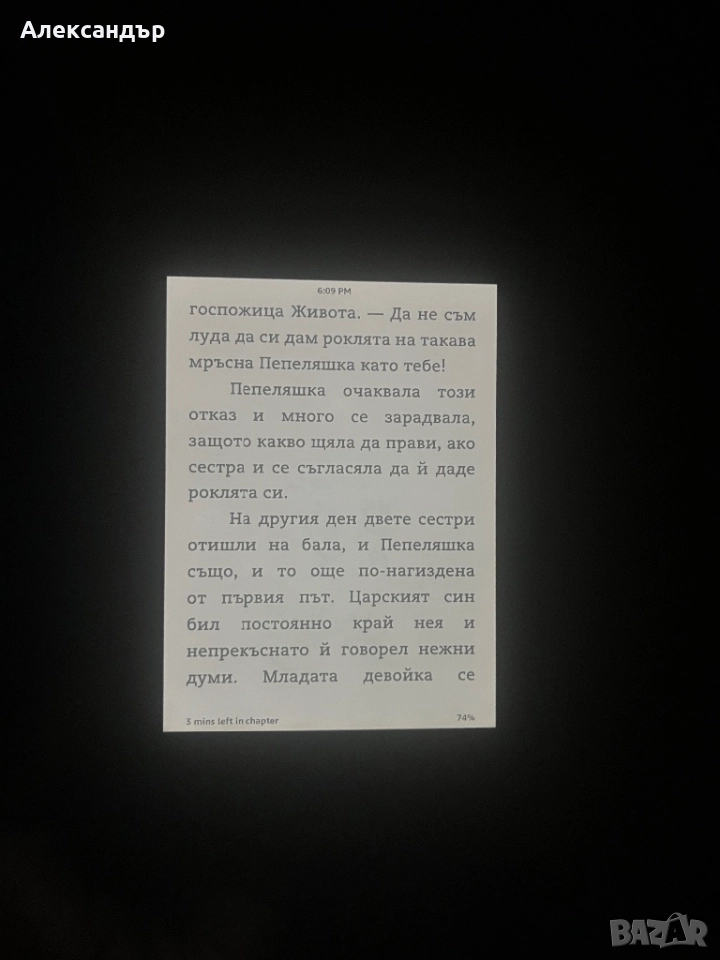 Александър
6:09 PM
госпожица Живота. — Да не съм
луда да си дам роклята на такава
мръсна Пепеляшка като тебе!
Пепеляшка очаквала този
отказ и много се зарадвала,
защото какво щяла да прави, ако
сестра и се съгласяла да й даде
роклята си.
На другия ден двете сестри
отишли на бала, и Пепеляшка
също, и то още по-нагиздена
от първия път. Царският син
бил постоянно край нея и
непрекъснато й говорел нежни
думи. Младата девойка се
3 mins left in chapter
74%
BAZAR